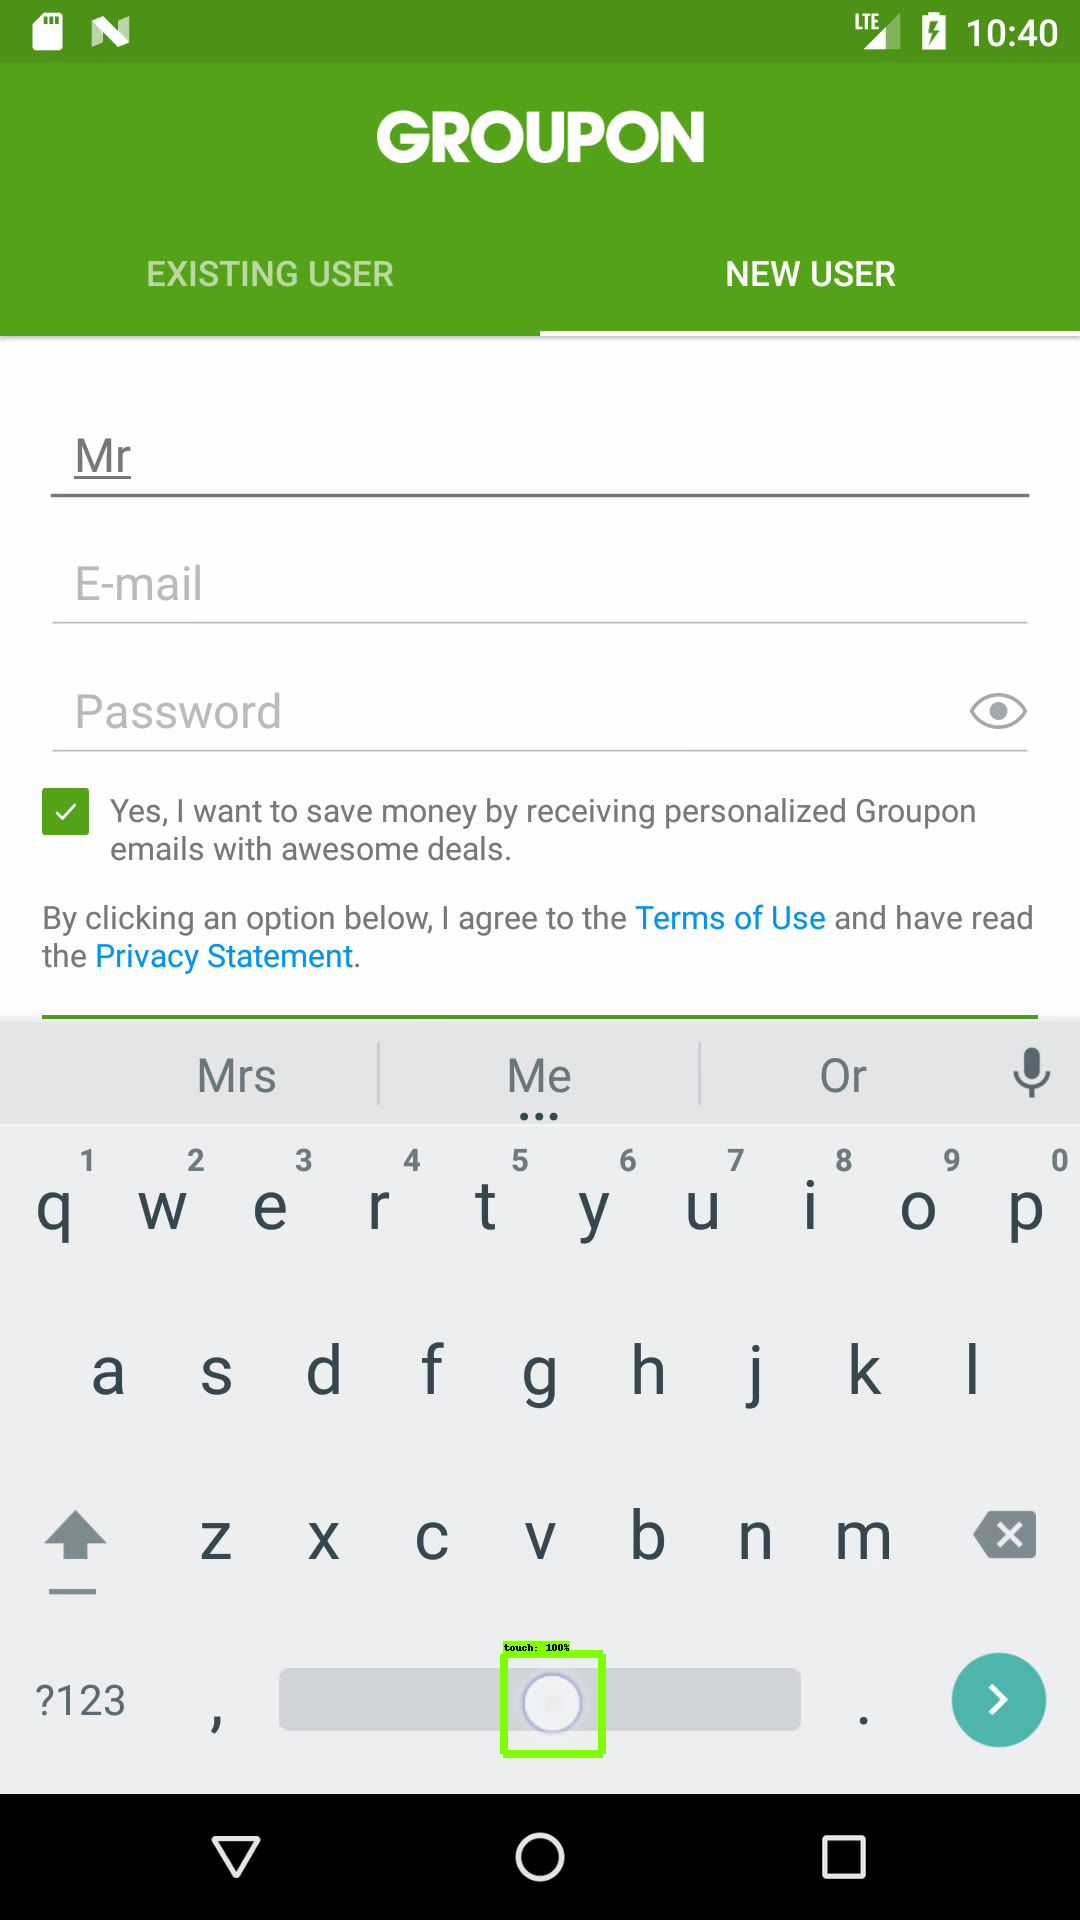 LTE 10:40
GROUPON
EXISTING USER NEW USER
Mr
E-mail
Password
Yes, I want to save money by receiving personalized Groupon
emails with awesome deals.
By clicking an option below, I agree to the Terms of Use and have read
the Privacy Statement.
Mrs Me Or
1 2 3 4 5 6 7 8 9 0
q w e r t y u i o p
a s d f g h j k l
z x c v b n m
touch: 100%
?123 , .